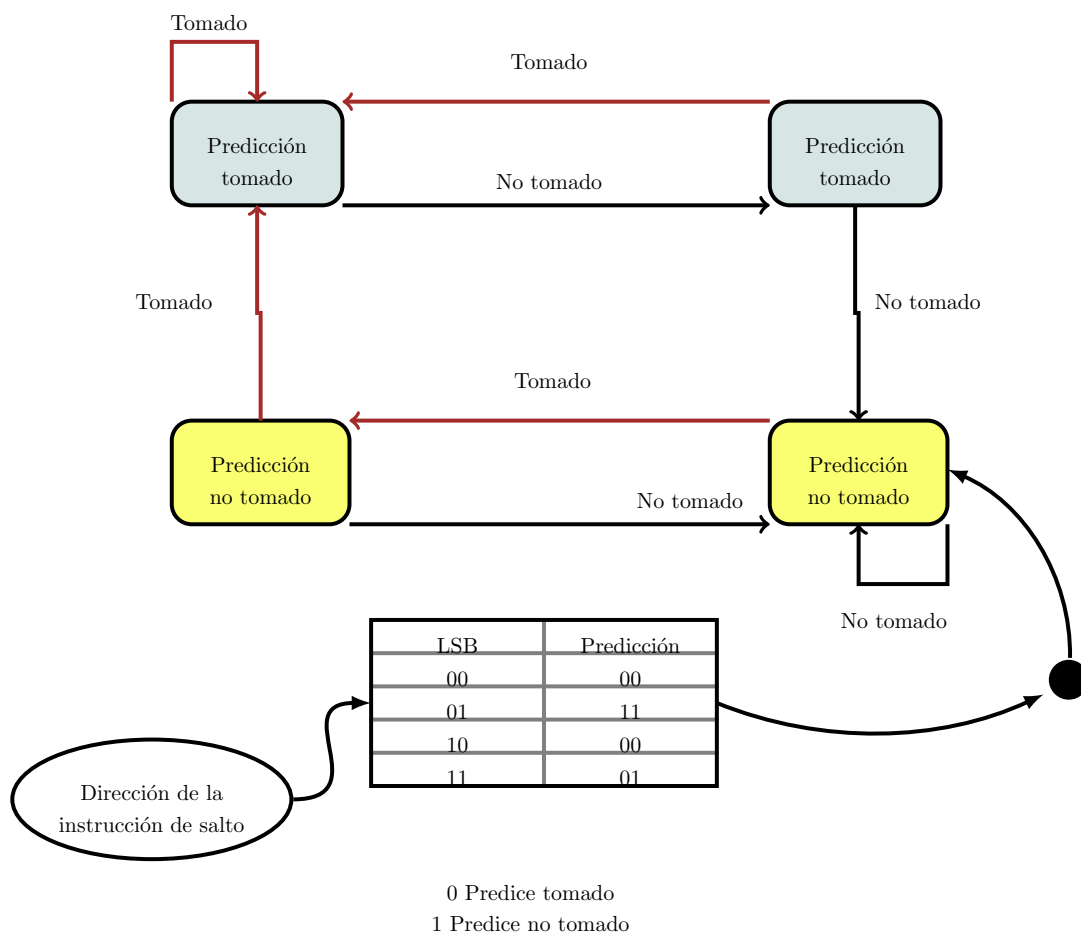 Tomado
Tomado
Predicción
tomado
Predicción
tomado
No tomado
Tomado
No tomado
Tomado
Predicción
no tomado
Predicción
no tomado
No tomado
No tomado
LSB Predicción
00 00
01 11
10 00
11 01
Dirección de la
instrucción de salto
0 Predice tomado
1 Predice no tomado